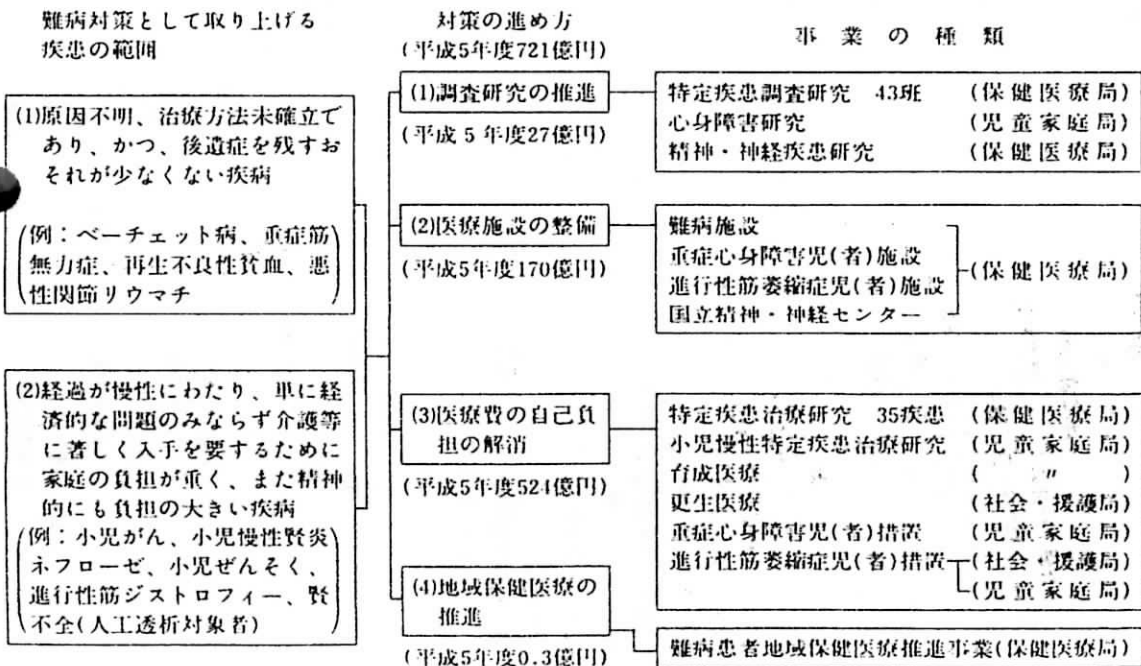 難病対策として取り上げる
疾患の範囲
(1)原因不明、治療方法未確立で
あり、かつ、後遺症を残すお
それが少なくない疾病
(例：ベーチェット病、重症筋
無力症、再生不良性貧血、悪
性関節リウマチ)
(2)経過が慢性にわたり、単に経
済的な問題のみならず介護等
に著しく人手を要するために
家庭の負担が重く、また精神
的にも負担の大きい疾病
(例：小児がん、小児慢性腎炎
ネフローゼ、小児ぜんそく、
進行性筋ジストロフィー、腎
不全(人工透析対象者))
対策の進め方
(平成5年度721億円)
(1)調査研究の推進
(平成5年度27億円)
(2)医療施設の整備
(平成5年度170億円)
(3)医療費の自己負
担の解消
(平成5年度524億円)
(4)地域保健医療の
推進
(平成5年度0.3億円)
事業の種類
特定疾患調査研究 43班 (保健医療局)
心身障害研究 (児童家庭局)
精神・神経疾患研究 (保健医療局)
難病施設
重症心身障害児(者)施設
進行性筋萎縮症児(者)施設
国立精神・神経センター
(保健医療局)
特定疾患治療研究 35疾患 (保健医療局)
小児慢性特定疾患治療研究 (児童家庭局)
育成医療 ( 〃 )
更生医療 (社会・援護局)
重症心身障害児(者)措置 (児童家庭局)
進行性筋萎縮症児(者)措置 (社会・援護局)
(児童家庭局)
難病患者地域保健医療推進事業(保健医療局)